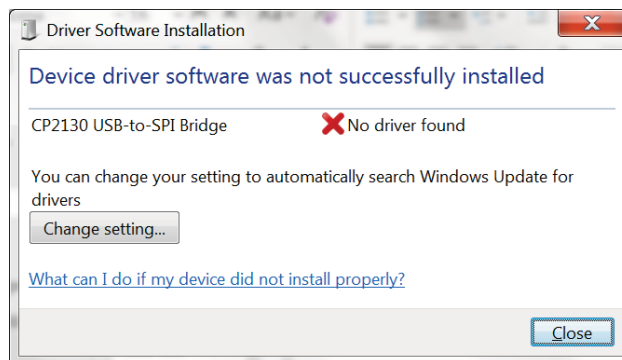 Driver Software Installation
Device driver software was not successfully installed
CP2130 USB-to-SPI Bridge No driver found
You can change your setting to automatically search Windows Update for
drivers
Change setting...
What can I do if my device did not install properly?
Close